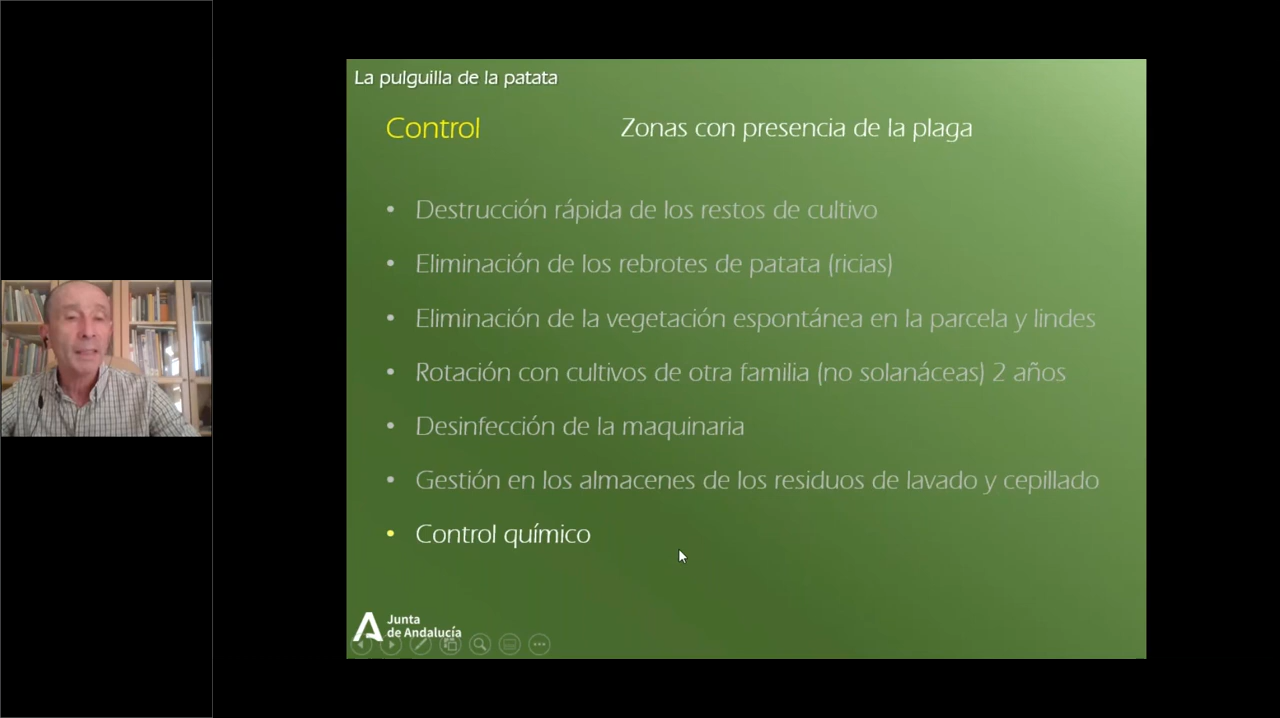 La pulguilla de la patata
Control
Zonas con presencia de la plaga
• Destrucción rápida de los restos de cultivo
• Eliminación de los rebrotes de patata (ricias)
• Eliminación de la vegetación espontánea en la parcela y lindes
• Rotación con cultivos de otra familia (no solanáceas) 2 años
• Desinfección de la maquinaria
• Gestión en los almacenes de los residuos de lavado y cepillado
• Control químico
Junta
de Andalucía